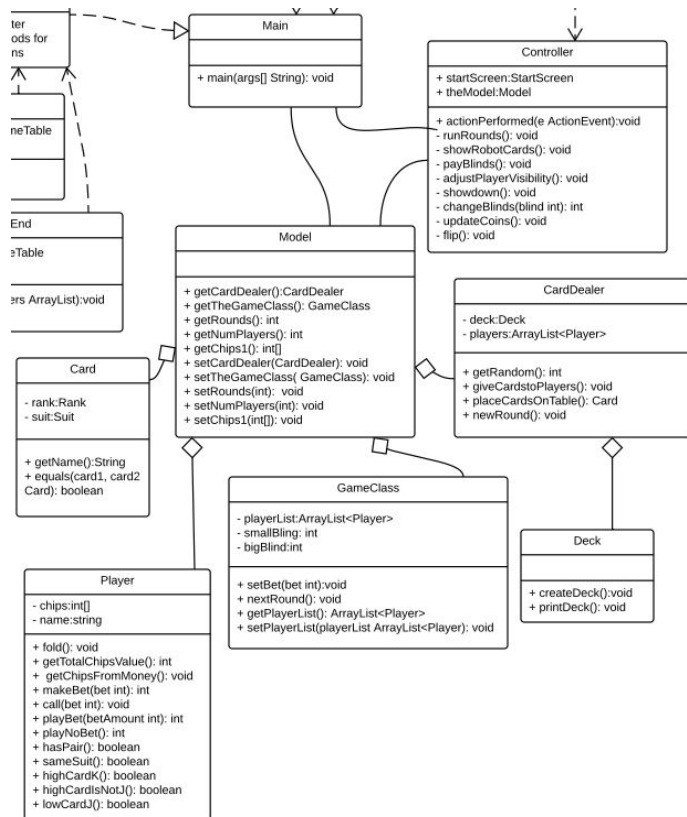 ter
ods for
ns
meTable
End
eTable
ers ArrayList):void
Main
+ main(args[] String): void
Controller
+ startScreen:StartScreen
+ theModel:Model
+ actionPerformed(e ActionEvent):void
- runRounds(): void
- showRobotCards(): void
- payBlinds(): void
- adjustPlayerVisibility(): void
- showdown(): void
- changeBlinds(blind int): int
- updateCoins(): void
- flip(): void
Model
+ getCardDealer():CardDealer
+ getTheGameClass(): GameClass
+ getRounds(): int
+ getNumPlayers(): int
+ getChips1(): int[]
+ setCardDealer(CardDealer): void
+ setTheGameClass( GameClass): void
+ setRounds(int): void
+ setNumPlayers(int): void
+ setChips1(int[]): void
CardDealer
- deck:Deck
- players:ArrayList<Player>
+ getRandom(): int
+ giveCardstoPlayers(): void
+ placeCardsOnTable(): Card
+ newRound(): void
Card
- rank:Rank
- suit:Suit
+ getName():String
+ equals(card1, card2
Card): boolean
GameClass
- playerList:ArrayList<Player>
- smallBling: int
- bigBlind:int
+ setBet(bet int):void
+ nextRound(): void
+ getPlayerList(): ArrayList<Player>
+ setPlayerList(playerList ArrayList<Player): void
Deck
+ createDeck():void
+ printDeck(): void
Player
- chips:int[]
- name:string
+ fold(): void
+ getTotalChipsValue(): int
+ getChipsFromMoney(): void
+ makeBet(bet int): int
+ call(bet int): void
+ playBet(betAmount int): int
+ playNoBet(): int
+ hasPair(): boolean
+ sameSuit(): boolean
+ highCardK(): boolean
+ highCardIsNotJ(): boolean
+ lowCardJ(): boolean